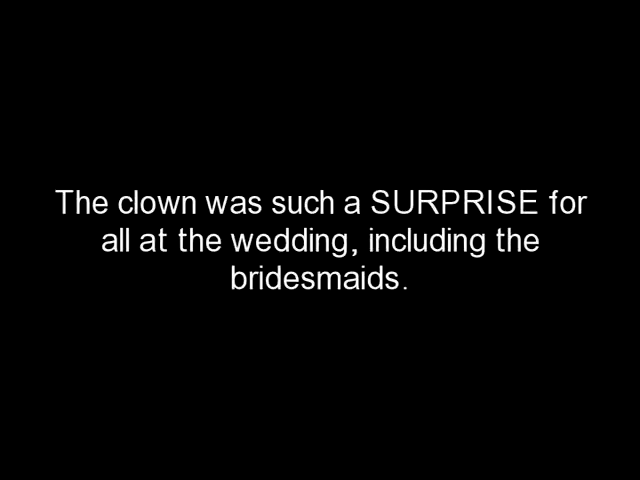 The clown was such a SURPRISE for
all at the wedding, including the
bridesmaids.